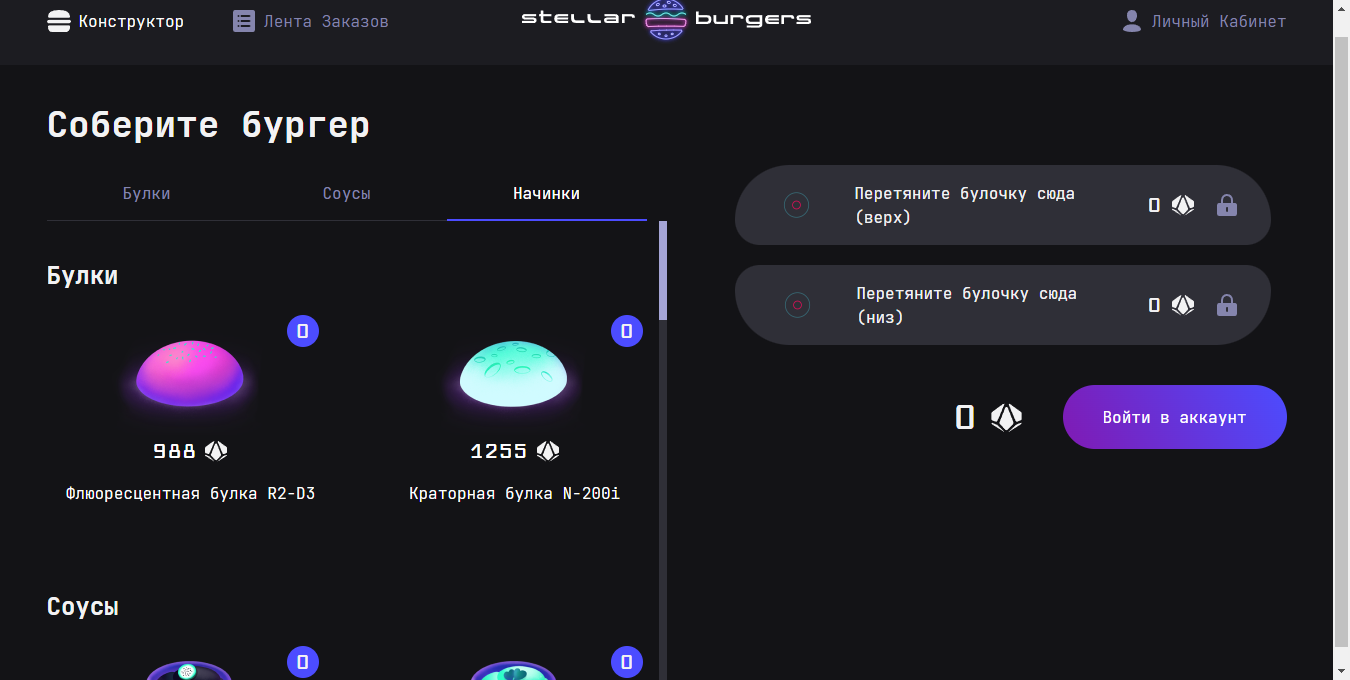 Конструктор
Лента Заказов
stellar burgers
Личный Кабинет
Соберите бургер
Булки
Соусы
Начинки
Булки
0
0
988
1255
Флюоресцентная булка R2-D3
Краторная булка N-200i
Соусы
0
0
Перетяните булочку сюда
(верх)
0
Перетяните булочку сюда
(низ)
0
0
Войти в аккаунт